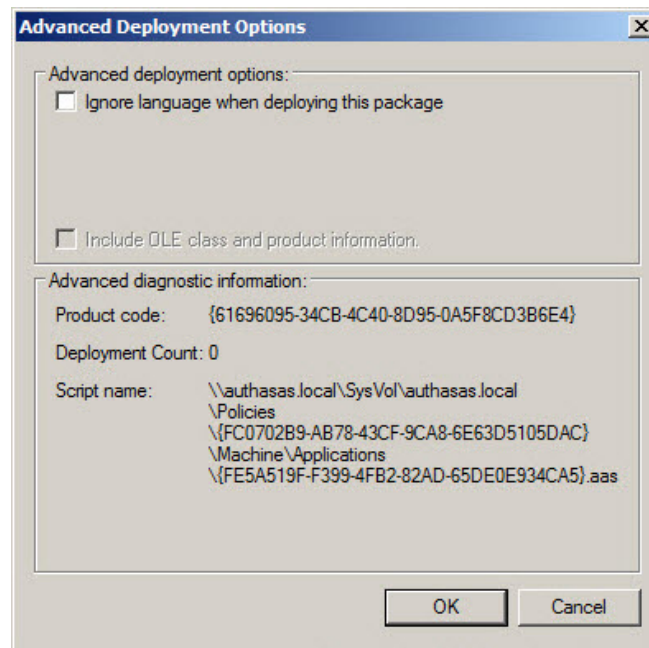 Advanced Deployment Options
Advanced deployment options:
Ignore language when deploying this package
Include OLE class and product information.
Advanced diagnostic information:
Product code: {61696095-34CB-4C40-8D95-0A5F8CD3B6E4}
Deployment Count: 0
Script name: \\authasas.local\SysVol\authasas.local
\Policies
\{FC0702B9-AB78-43CF-9CA8-6E63D5105DAC}
\Machine\Applications
\{FE5A519F-F399-4FB2-82AD-65DE0E934CA5}.aas
OK Cancel